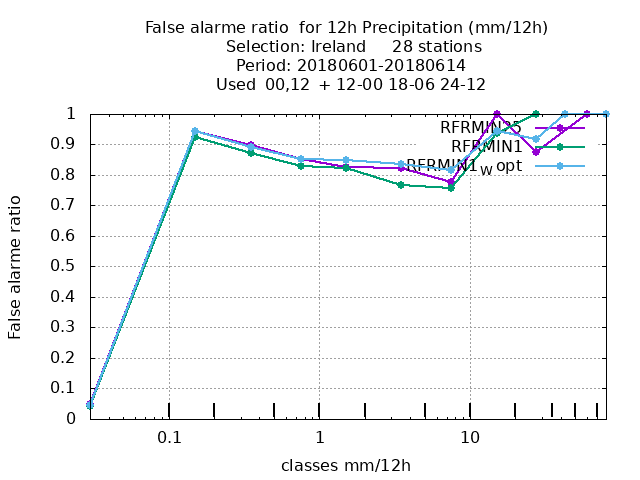 False alarme ratio  for 12h Precipitation (mm/12h)
Selection: Ireland     28 stations
Period: 20180601-20180614
Used  00,12  + 12-00 18-06 24-12
RFRMIN25
RFRMIN1
RFRMIN1w opt
1
0.9
0.8
0.7
0.6
0.5
0.4
0.3
0.2
0.1
0
False alarme ratio
0.1 1 10
classes mm/12h